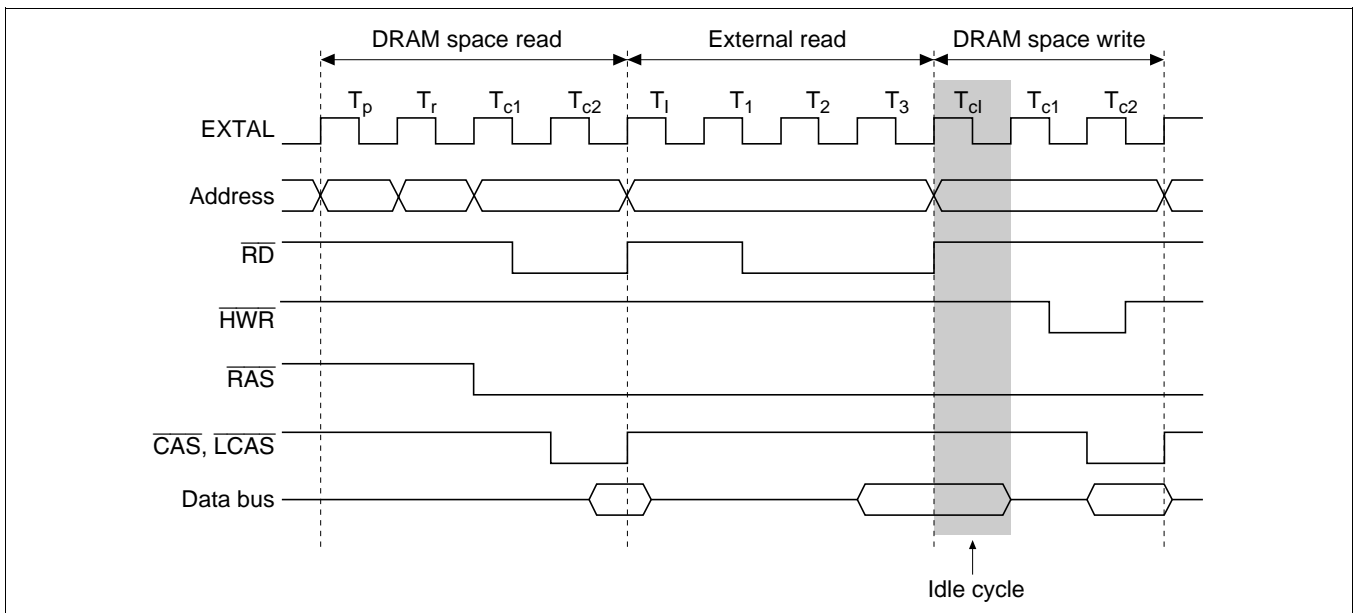 DRAM space read External read DRAM space write
Tp Tr Tc1 Tc2 TI T1 T2 T3 TcI Tc1 Tc2
EXTAL
Address
RD
HWR
RAS
CAS, LCAS
Data bus
Idle cycle